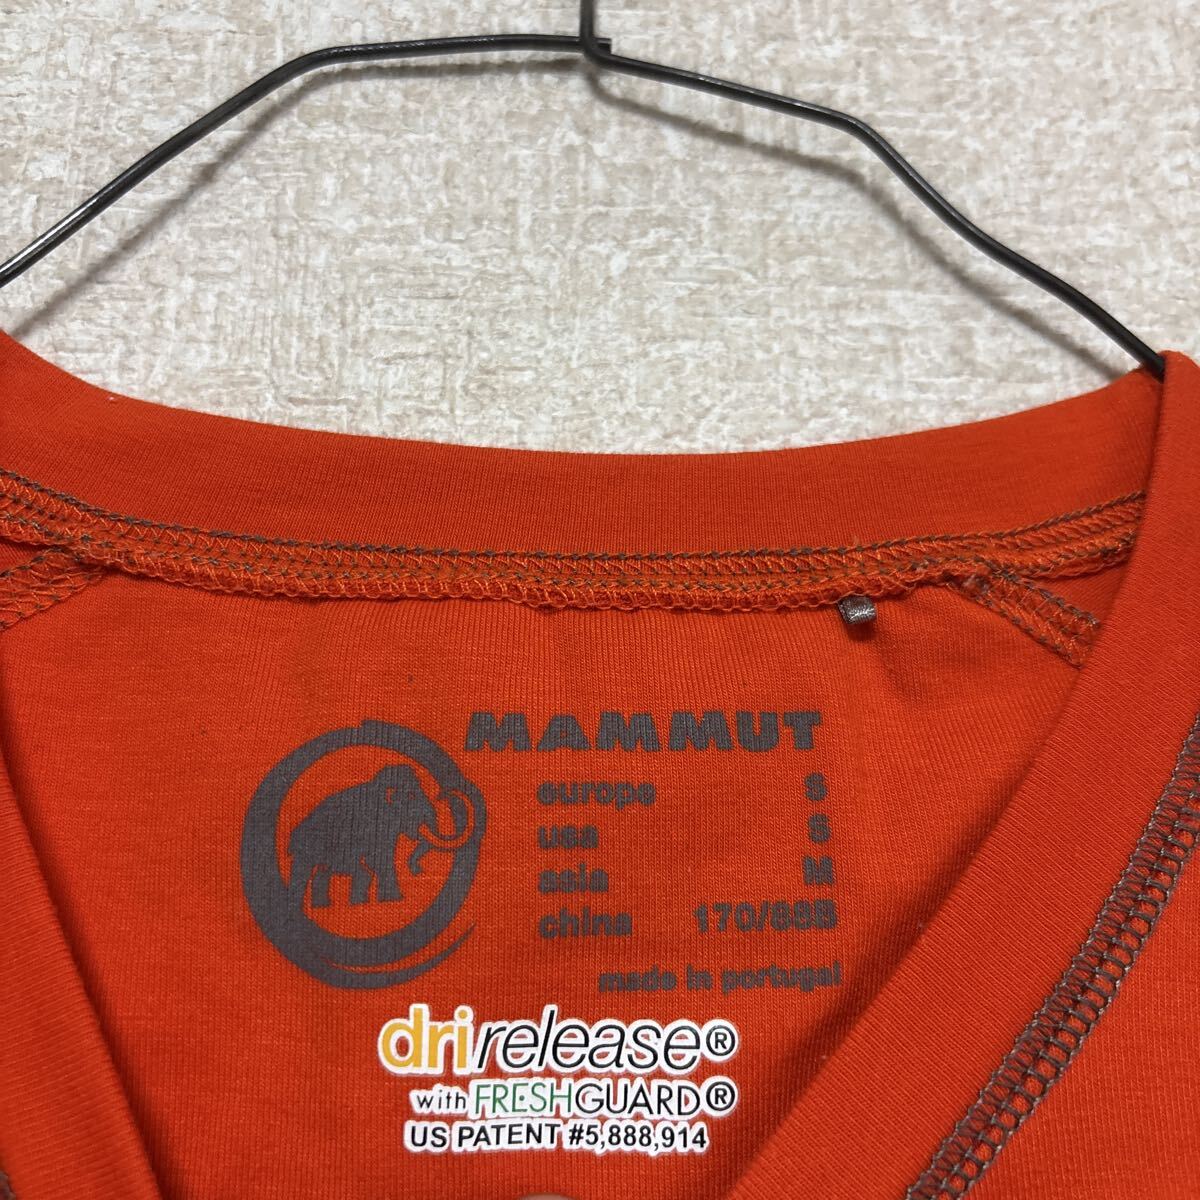 MAMMUT
europe S
usa S
asia M
china 170/88B
made in portugal
drirelease®
with FRESHGUARD®
US PATENT #5,888,914